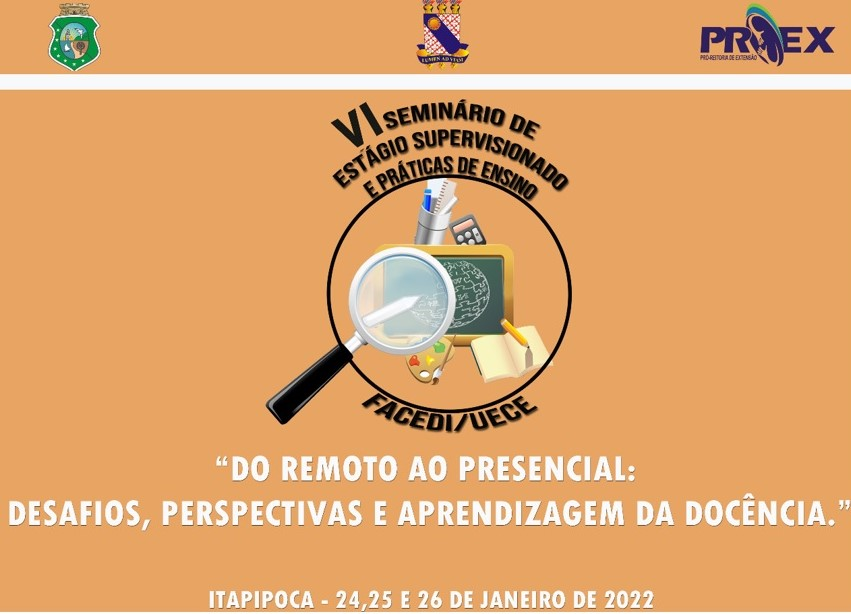 LUMEN AD VIAM
PROEX
PRÓ-REITORIA DE EXTENSÃO
VI SEMINÁRIO DE
ESTÁGIO SUPERVISIONADO
E PRÁTICAS DE ENSINO
FACEDI/UECE
“DO REMOTO AO PRESENCIAL:
DESAFIOS, PERSPECTIVAS E APRENDIZAGEM DA DOCÊNCIA.”
ITAPIPOCA - 24,25 E 26 DE JANEIRO DE 2022